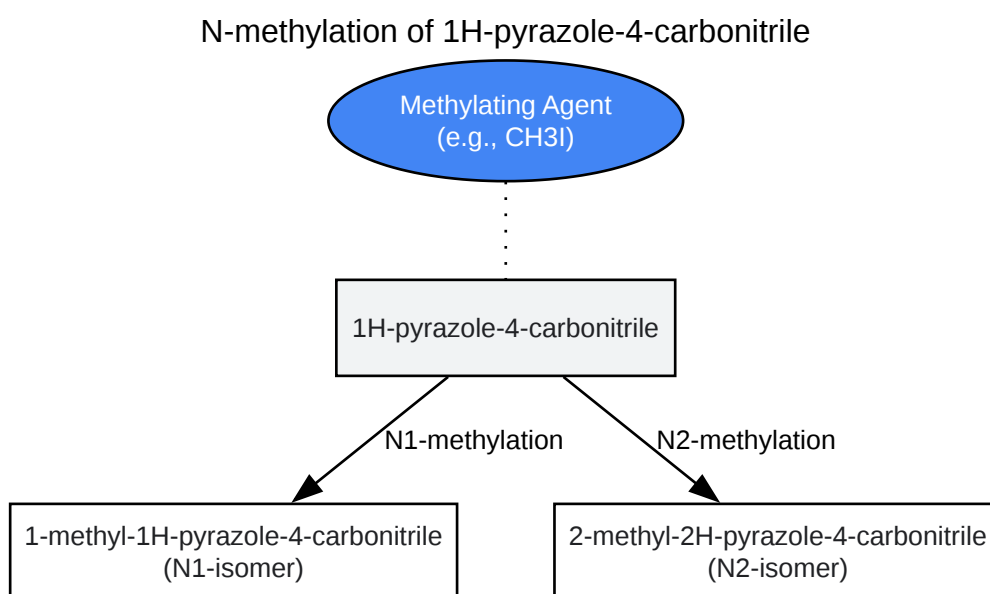 N-methylation of 1H-pyrazole-4-carbonitrile
Methylating Agent
(e.g., CH3I)
1H-pyrazole-4-carbonitrile
N1-methylation
N2-methylation
1-methyl-1H-pyrazole-4-carbonitrile
(N1-isomer)
2-methyl-2H-pyrazole-4-carbonitrile
(N2-isomer)